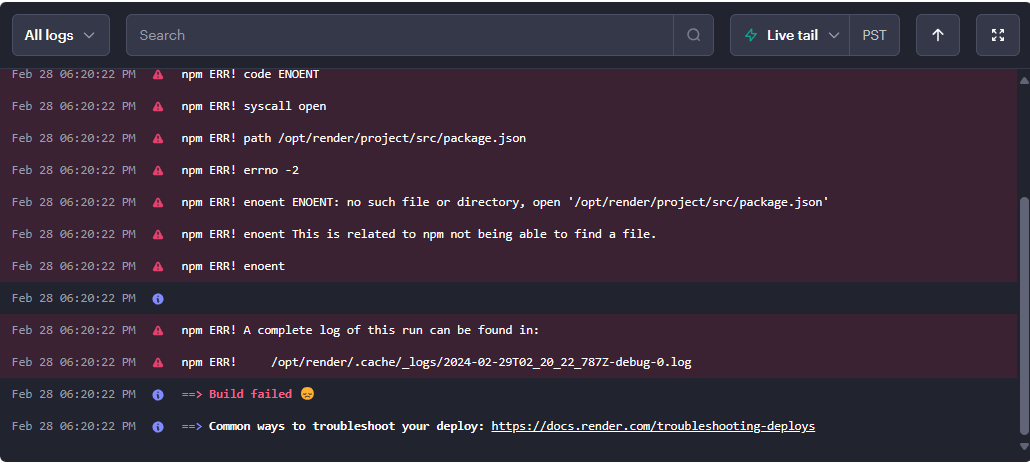 All logs Search Live tail PST
Feb 28 06:20:22 PM npm ERR! code ENOENT
Feb 28 06:20:22 PM npm ERR! syscall open
Feb 28 06:20:22 PM npm ERR! path /opt/render/project/src/package.json
Feb 28 06:20:22 PM npm ERR! errno -2
Feb 28 06:20:22 PM npm ERR! enoent ENOENT: no such file or directory, open '/opt/render/project/src/package.json'
Feb 28 06:20:22 PM npm ERR! enoent This is related to npm not being able to find a file.
Feb 28 06:20:22 PM npm ERR! enoent
Feb 28 06:20:22 PM
Feb 28 06:20:22 PM npm ERR! A complete log of this run can be found in:
Feb 28 06:20:22 PM npm ERR!     /opt/render/.cache/_logs/2024-02-29T02_20_22_787Z-debug-0.log
Feb 28 06:20:22 PM ==> Build failed 😞
Feb 28 06:20:22 PM ==> Common ways to troubleshoot your deploy: https://docs.render.com/troubleshooting-deploys